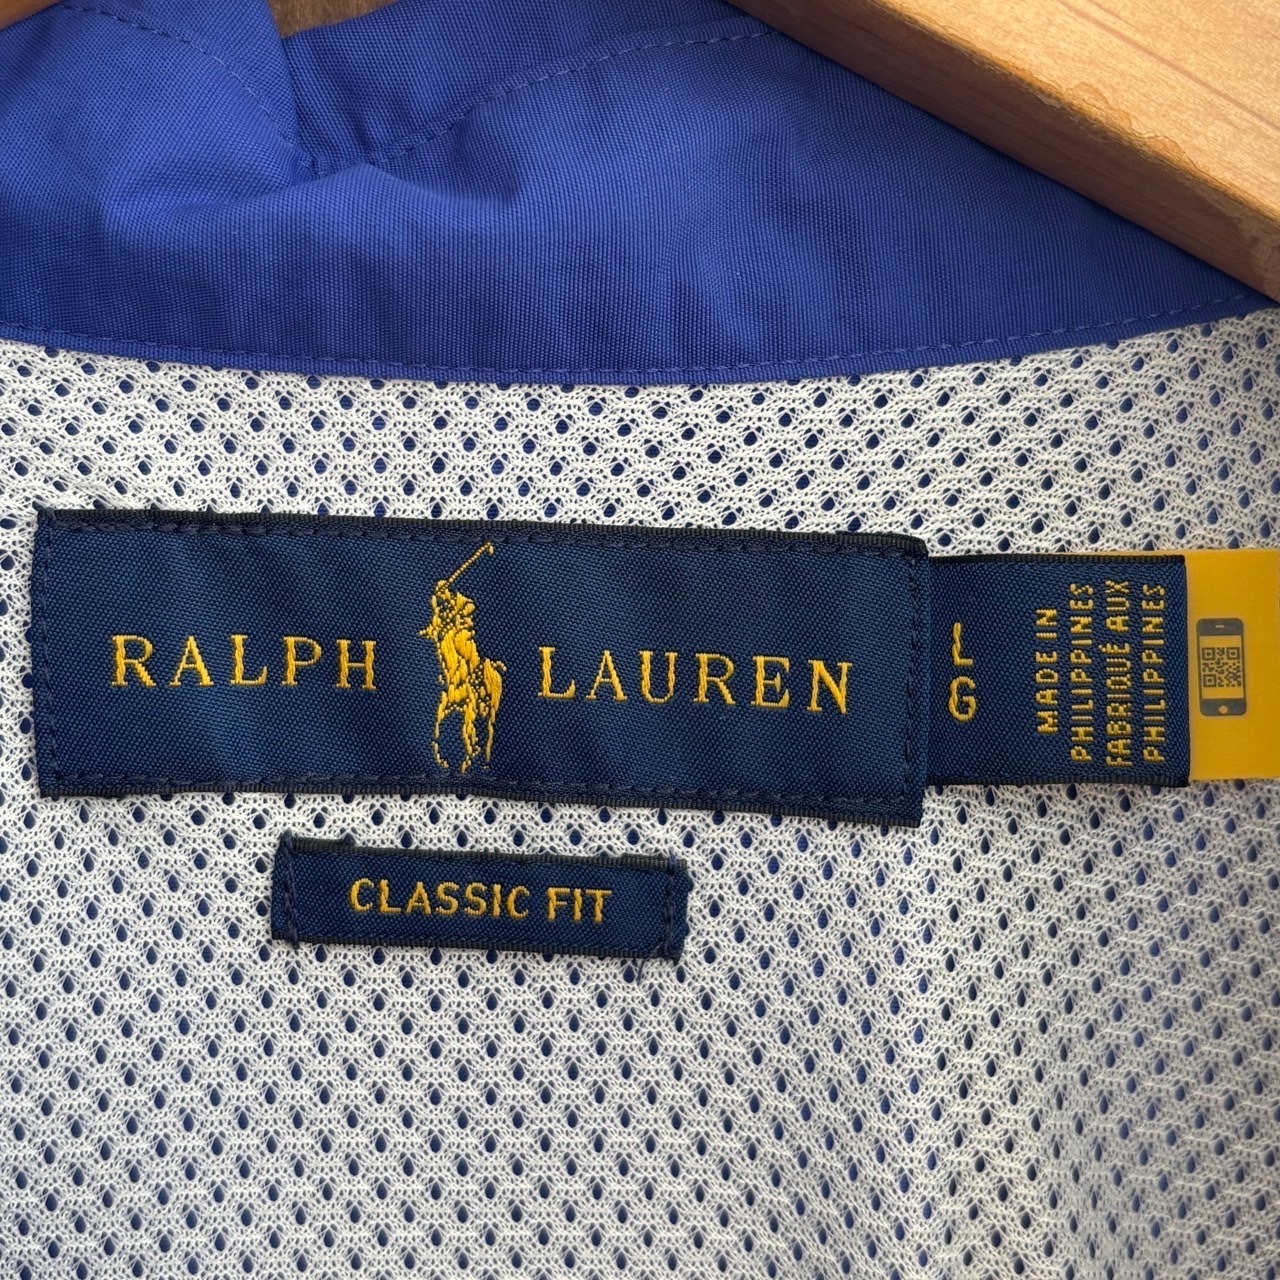 RALPH LAUREN
L
G
MADE IN
PHILIPPINES
FABRIQUÉ AUX
PHILIPPINES
CLASSIC FIT